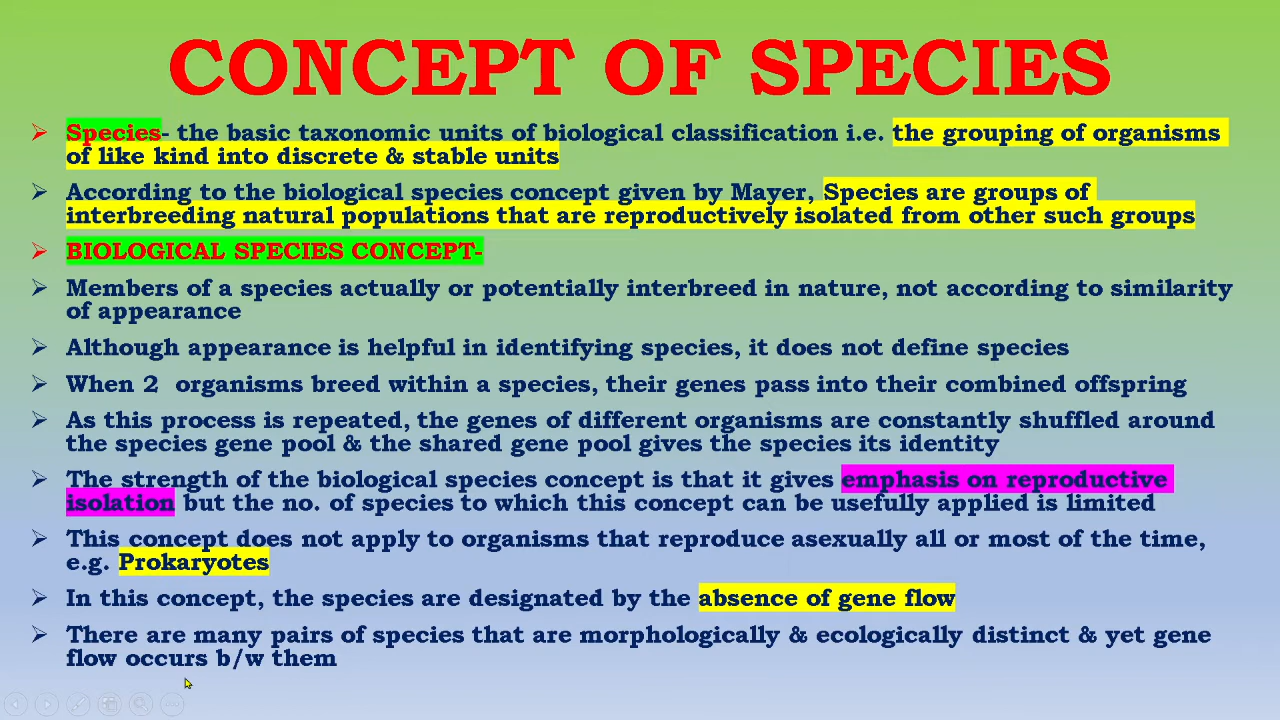 CONCEPT OF SPECIES
Species- the basic taxonomic units of biological classification i.e. the grouping of organisms
of like kind into discrete & stable units
According to the biological species concept given by Mayer, Species are groups of
interbreeding natural populations that are reproductively isolated from other such groups
BIOLOGICAL SPECIES CONCEPT-
Members of a species actually or potentially interbreed in nature, not according to similarity
of appearance
Although appearance is helpful in identifying species, it does not define species
When 2  organisms breed within a species, their genes pass into their combined offspring
As this process is repeated, the genes of different organisms are constantly shuffled around
the species gene pool & the shared gene pool gives the species its identity
The strength of the biological species concept is that it gives emphasis on reproductive
isolation but the no. of species to which this concept can be usefully applied is limited
This concept does not apply to organisms that reproduce asexually all or most of the time,
e.g. Prokaryotes
In this concept, the species are designated by the absence of gene flow
There are many pairs of species that are morphologically & ecologically distinct & yet gene
flow occurs b/w them